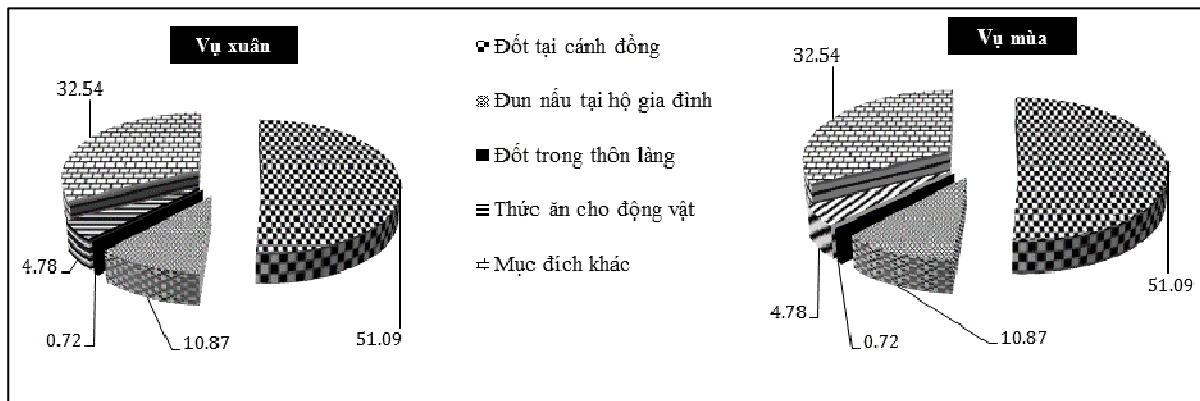 Vụ xuân
32.54
4.78
0.72
10.87
51.09
Đốt tại cánh đồng
Đun nấu tại hộ gia đình
Đốt trong thôn làng
Thức ăn cho động vật
Mục đích khác
Vụ mùa
32.54
4.78
0.72
10.87
51.09